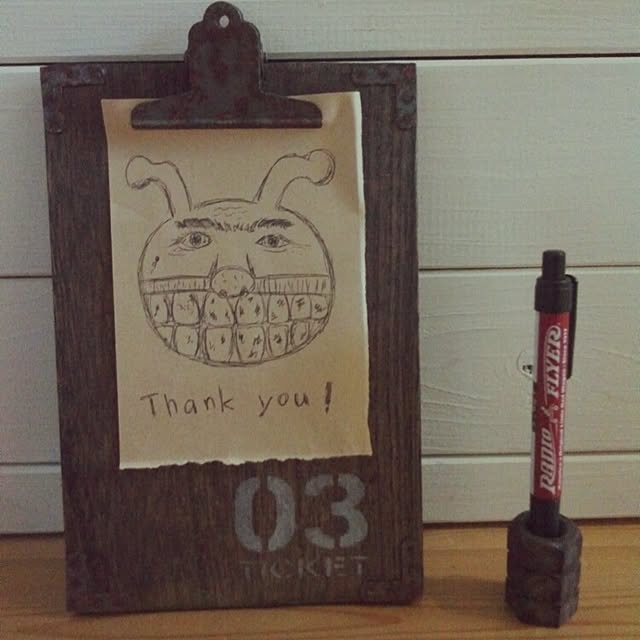 Thank you!
03
TICKET
RADIO FLYER